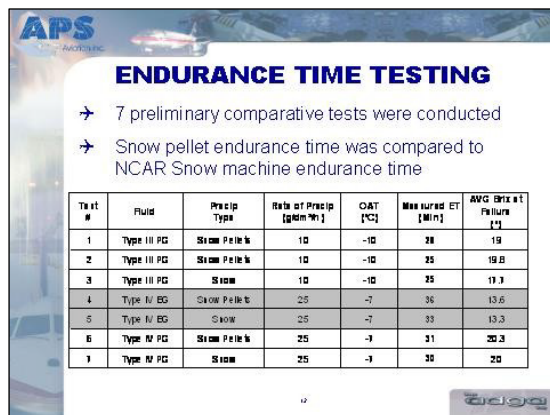 APS
Aviation Inc.
ENDURANCE TIME TESTING
7 preliminary comparative tests were conducted
Snow pellet endurance time was compared to
NCAR Snow machine endurance time
Test # Fluid Precip Type Rate of Precip [g/dm²/h] OAT [°C] Measured ET [Min] AVG Brix at Failure [°]
1 Type III PG Snow Pellets 10 -10 19
2 Type III PG Snow Pellets 10 -10 25 19.8
3 Type III PG Snow 10 -10 25 17.7
4 Type IV EG Snow Pellets 25 -7 36 13.6
5 Type IV EG Snow 25 -7 33 13.3
6 Type IV PG Snow Pellets 25 -7 31 20.3
7 Type IV PG Snow 25 -7 30 20
adga